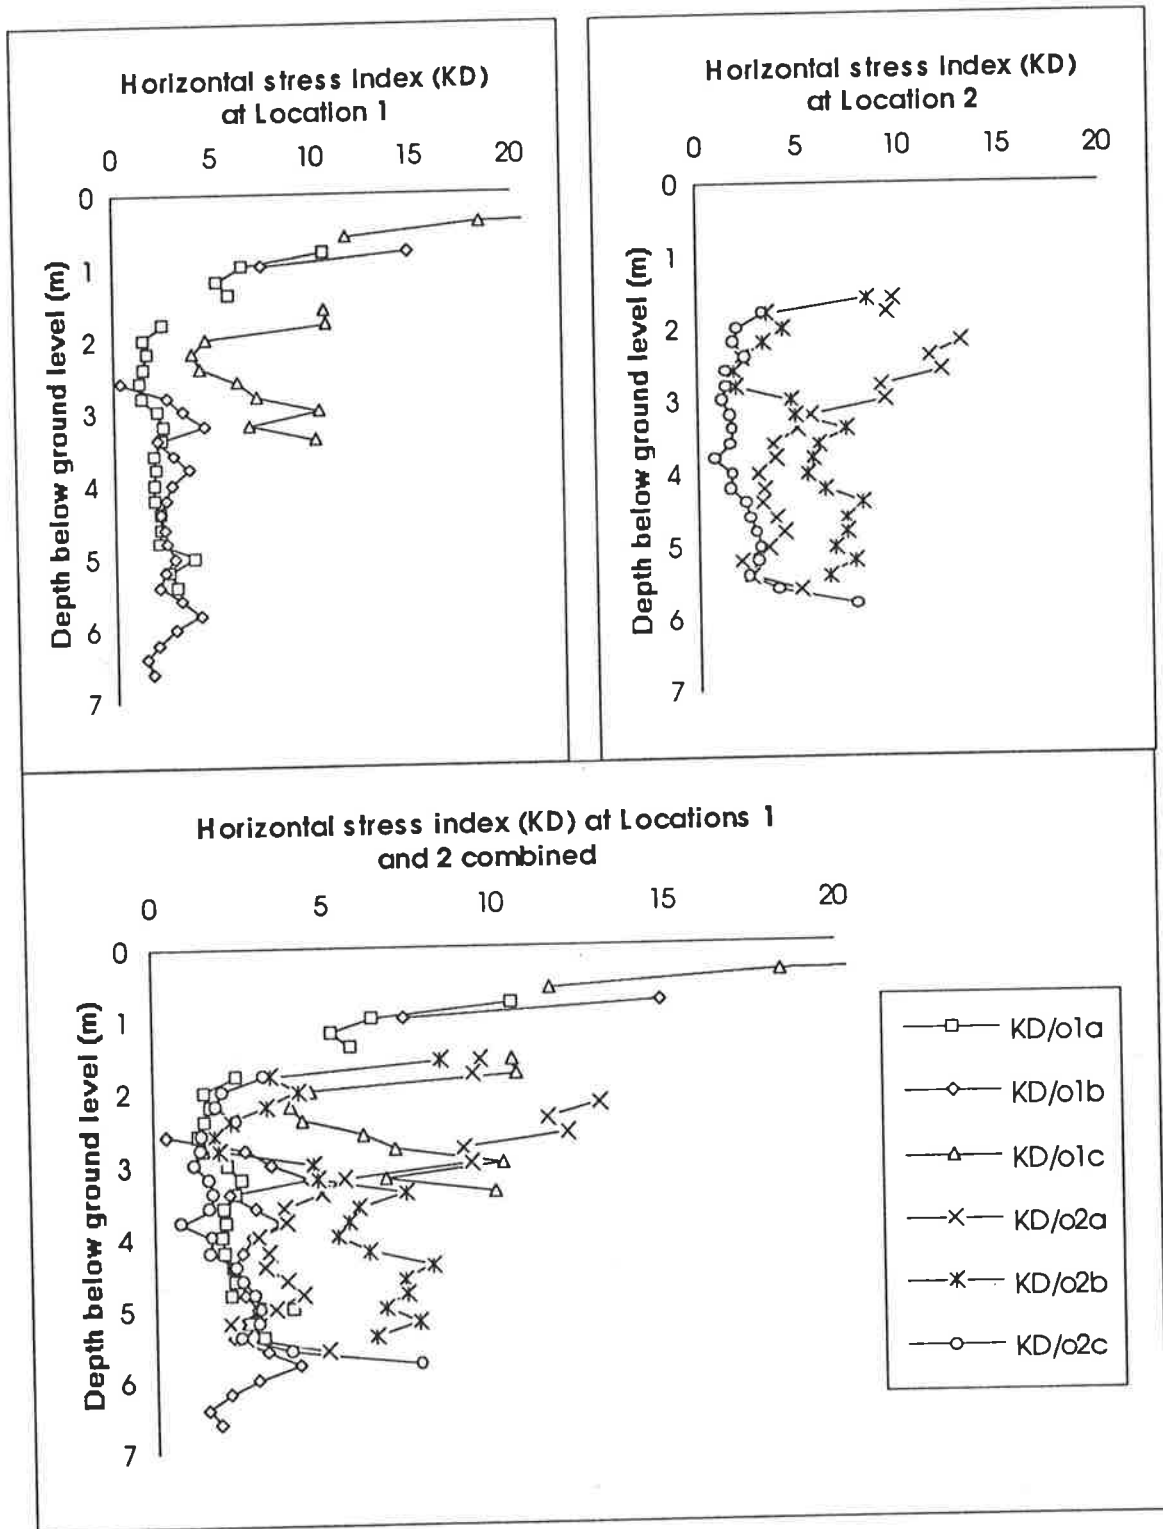 Horizontal stress index (KD)
at Location 1
0 5 10 15 20
0
1
2
3
4
5
6
7
Depth below ground level (m)
Horizontal stress index (KD)
at Location 2
0 5 10 15 20
0
1
2
3
4
5
6
7
Depth below ground level (m)
Horizontal stress index (KD) at Locations 1
and 2 combined
0 5 10 15 20
0
1
2
3
4
5
6
7
Depth below ground level (m)
KD/o1a
KD/o1b
KD/o1c
KD/o2a
KD/o2b
KD/o2c